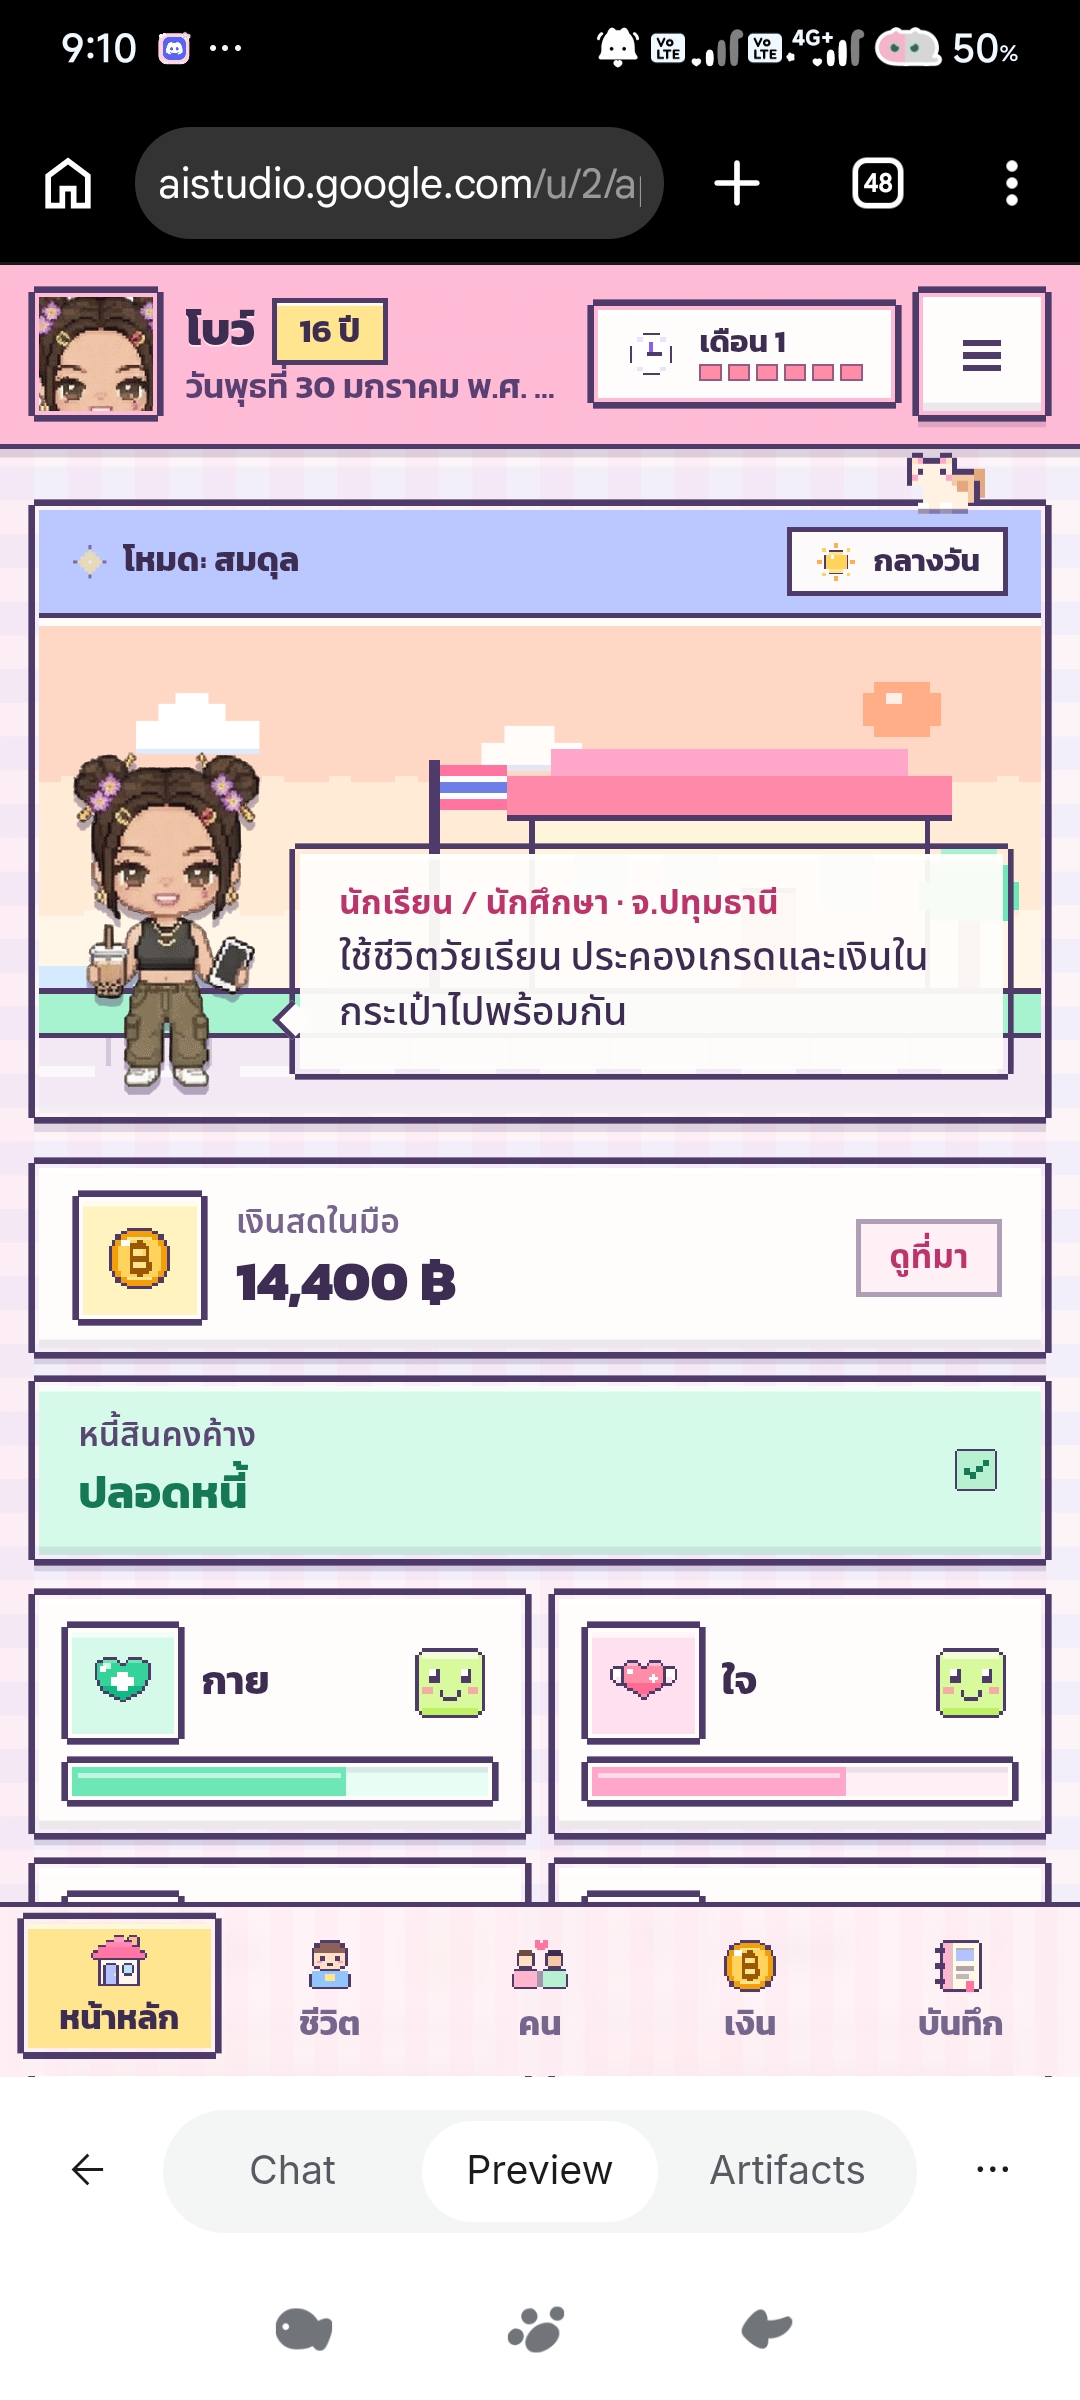 9:10
Vo LTE
Vo LTE
4G+
50%
aistudio.google.com/u/2/a
48
โบว์
16 ปี
วันพุธที่ 30 มกราคม พ.ศ. ...
เดือน 1
โหมด: สมดุล
กลางวัน
นักเรียน / นักศึกษา · จ.ปทุมธานี
ใช้ชีวิตวัยเรียน ประคองเกรดและเงินใน
กระเป๋าไปพร้อมกัน
เงินสดในมือ
14,400 ฿
ดูที่มา
หนี้สินคงค้าง
ปลอดหนี้
กาย
ใจ
หน้าหลัก
ชีวิต
คน
เงิน
บันทึก
Chat
Preview
Artifacts